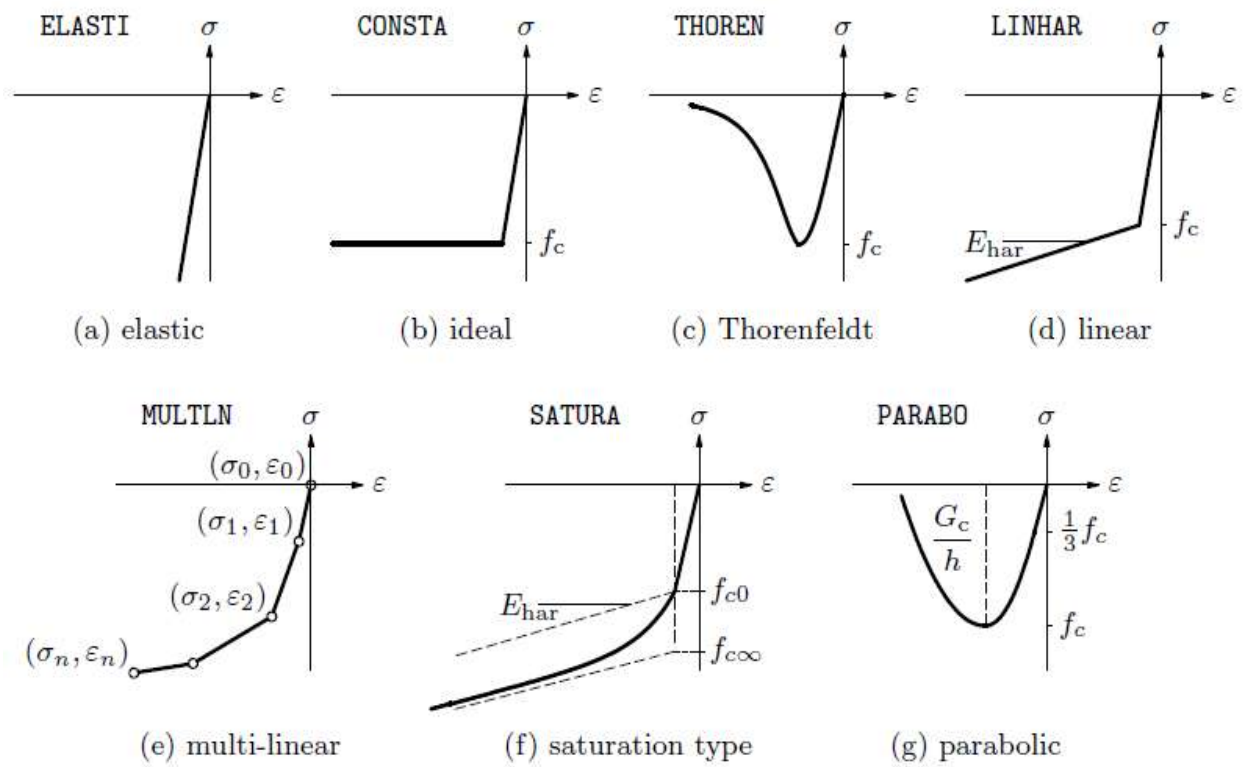 ELASTI σ CONSTA σ THOREN σ LINHAR σ
ε ε ε ε
f_c f_c E_har f_c
(a) elastic (b) ideal (c) Thorenfeldt (d) linear
MULTLN σ SATURA σ PARABO σ
(σ_0, ε_0) ε ε ε
(σ_1, ε_1) G_c/h 1/3 f_c
(σ_2, ε_2) E_har f_c0 f_c
(σ_n, ε_n) f_c∞
(e) multi-linear (f) saturation type (g) parabolic